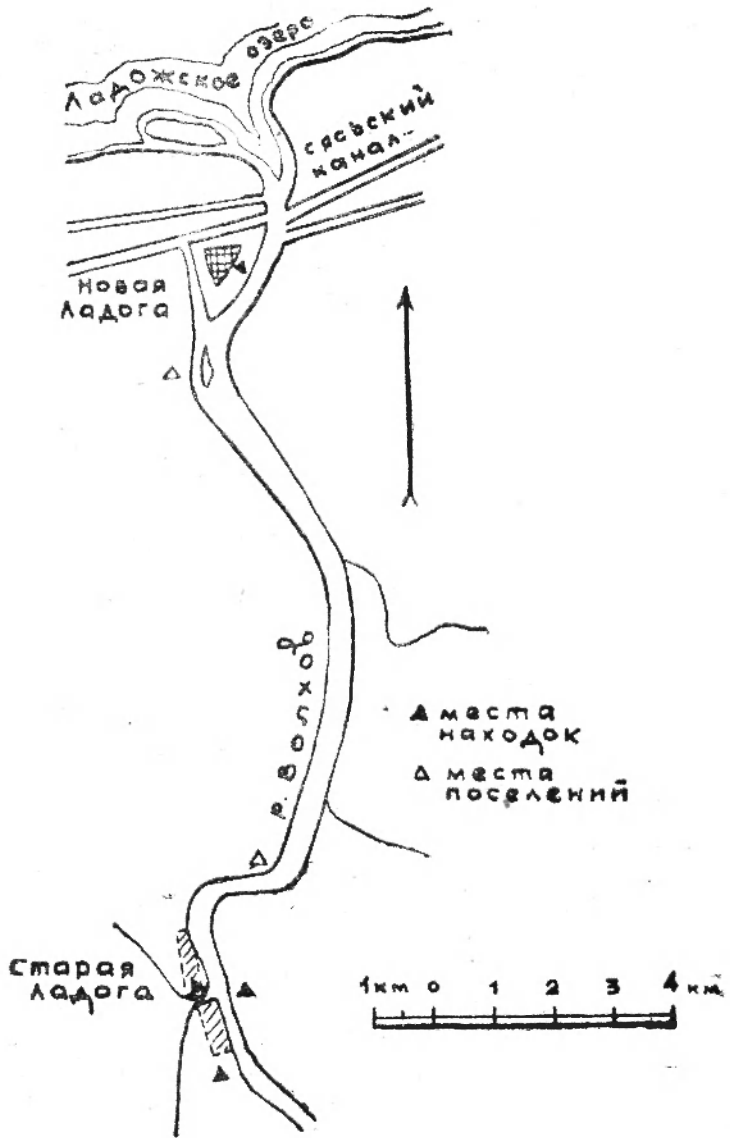 Ладожское озеро
сясьский
канал
Новая
Ладога
р. Волхов
места
находок
места
поселений
Старая
Ладога
1км 0 1 2 3 4 км